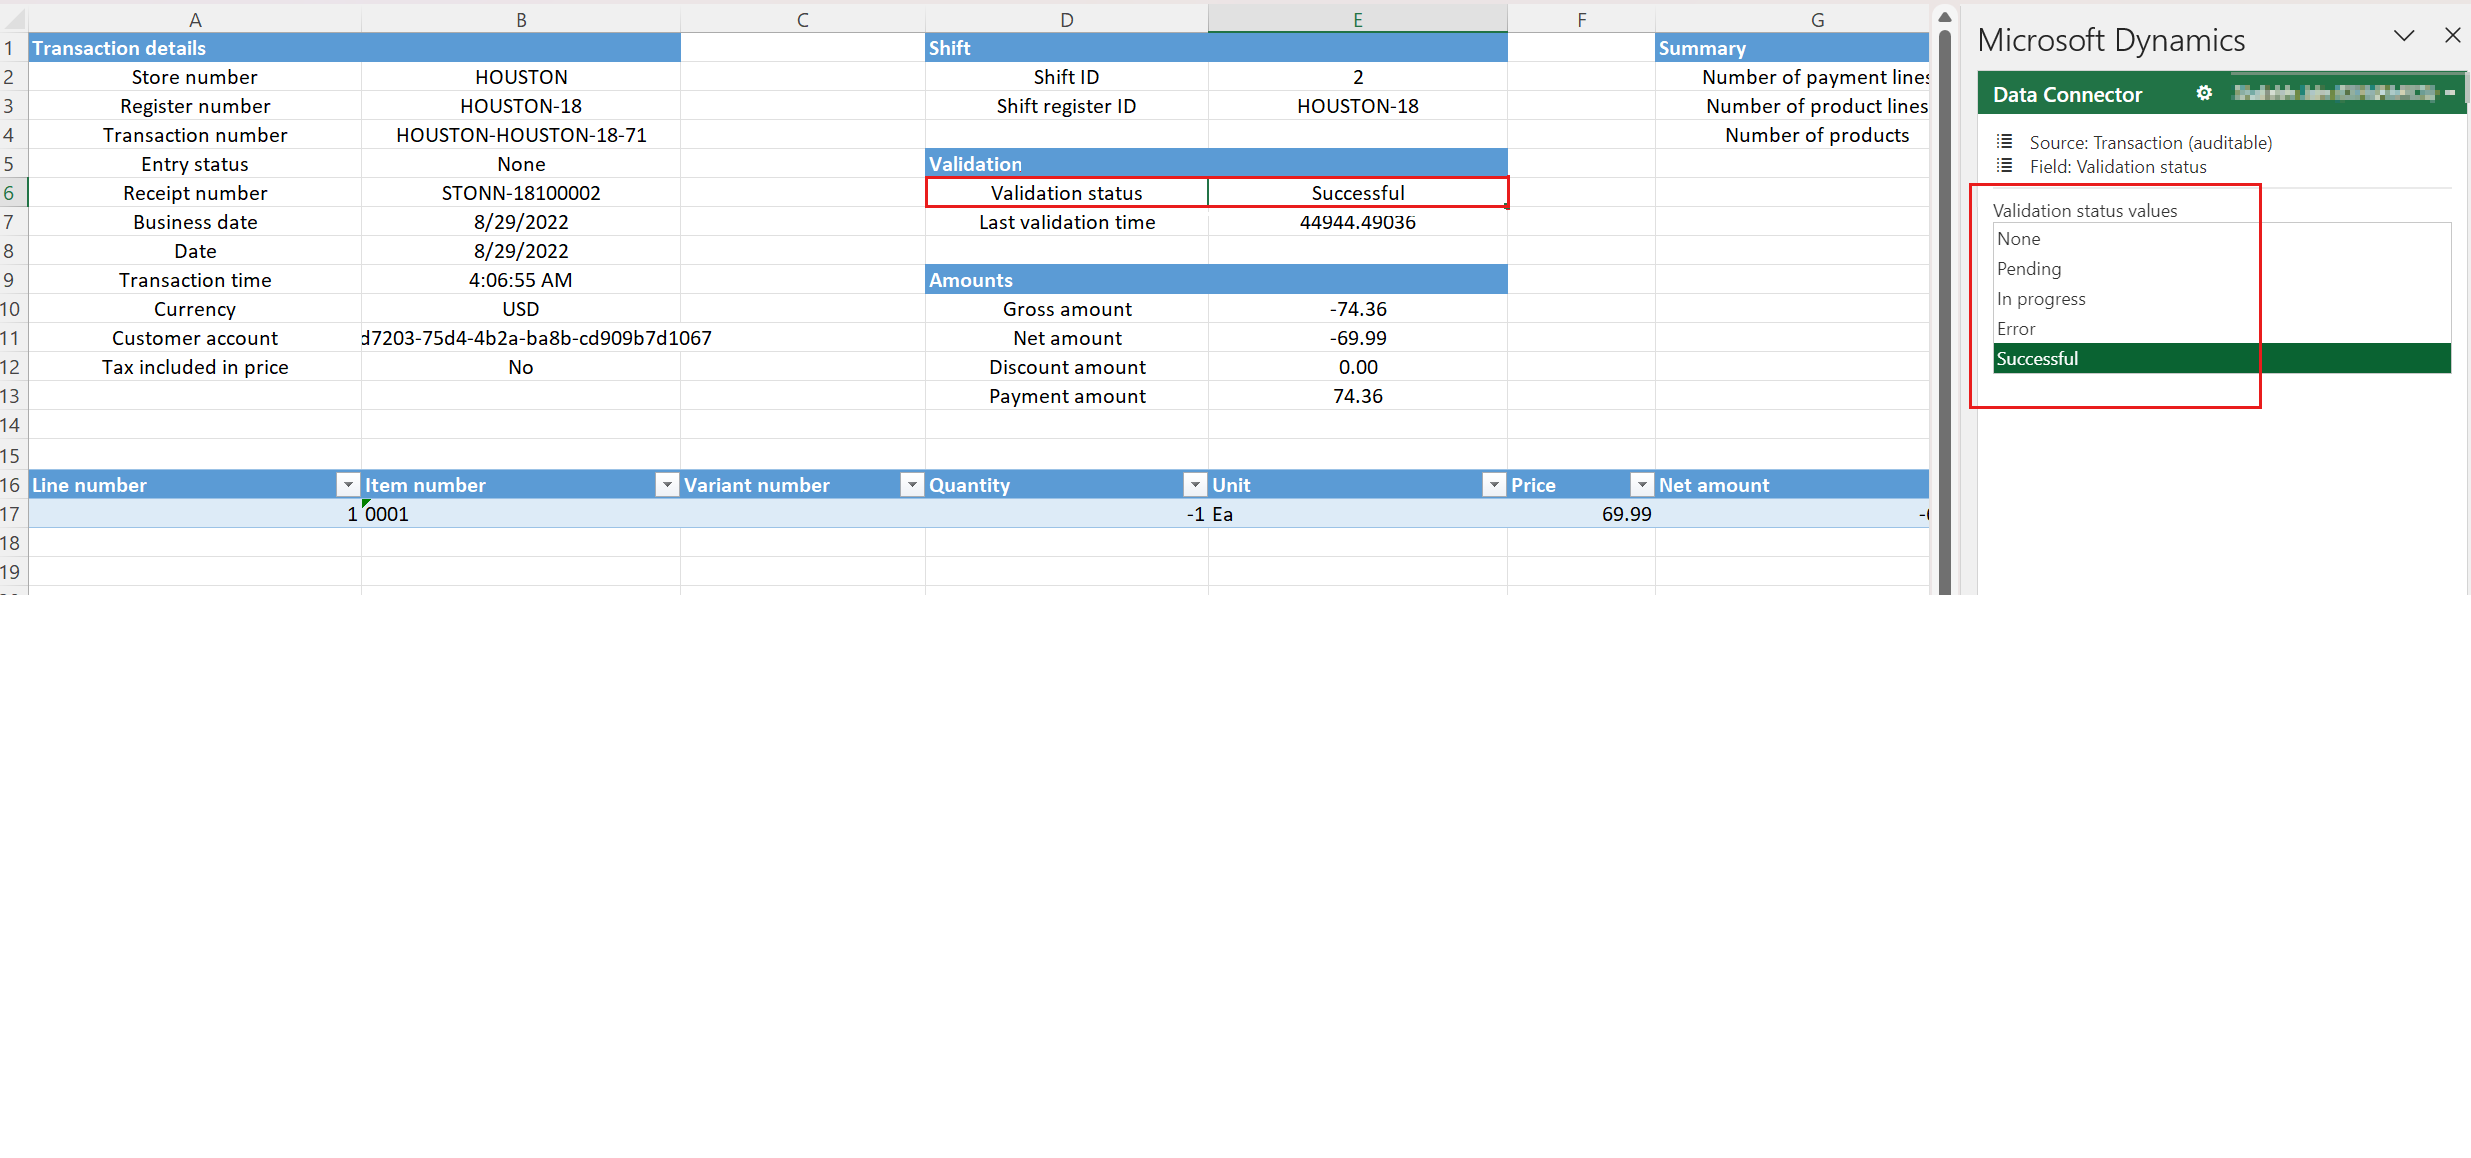 A B C D E F G
1 Transaction details Shift Summary
2 Store number HOUSTON Shift ID 2 Number of payment lines
3 Register number HOUSTON-18 Shift register ID HOUSTON-18 Number of product lines
4 Transaction number HOUSTON-HOUSTON-18-71 Number of products
5 Entry status None Validation
6 Receipt number STONN-18100002 Validation status Successful
7 Business date 8/29/2022 Last validation time 44944.49036
8 Date 8/29/2022
9 Transaction time 4:06:55 AM Amounts
10 Currency USD Gross amount -74.36
11 Customer account d7203-75d4-4b2a-ba8b-cd909b7d1067 Net amount -69.99
12 Tax included in price No Discount amount 0.00
13 Payment amount 74.36
14
15
16 Line number Item number Variant number Quantity Unit Price Net amount
17 1 0001 -1 Ea 69.99
18
19
Microsoft Dynamics
Data Connector
Source: Transaction (auditable)
Field: Validation status
Validation status values
None
Pending
In progress
Error
Successful